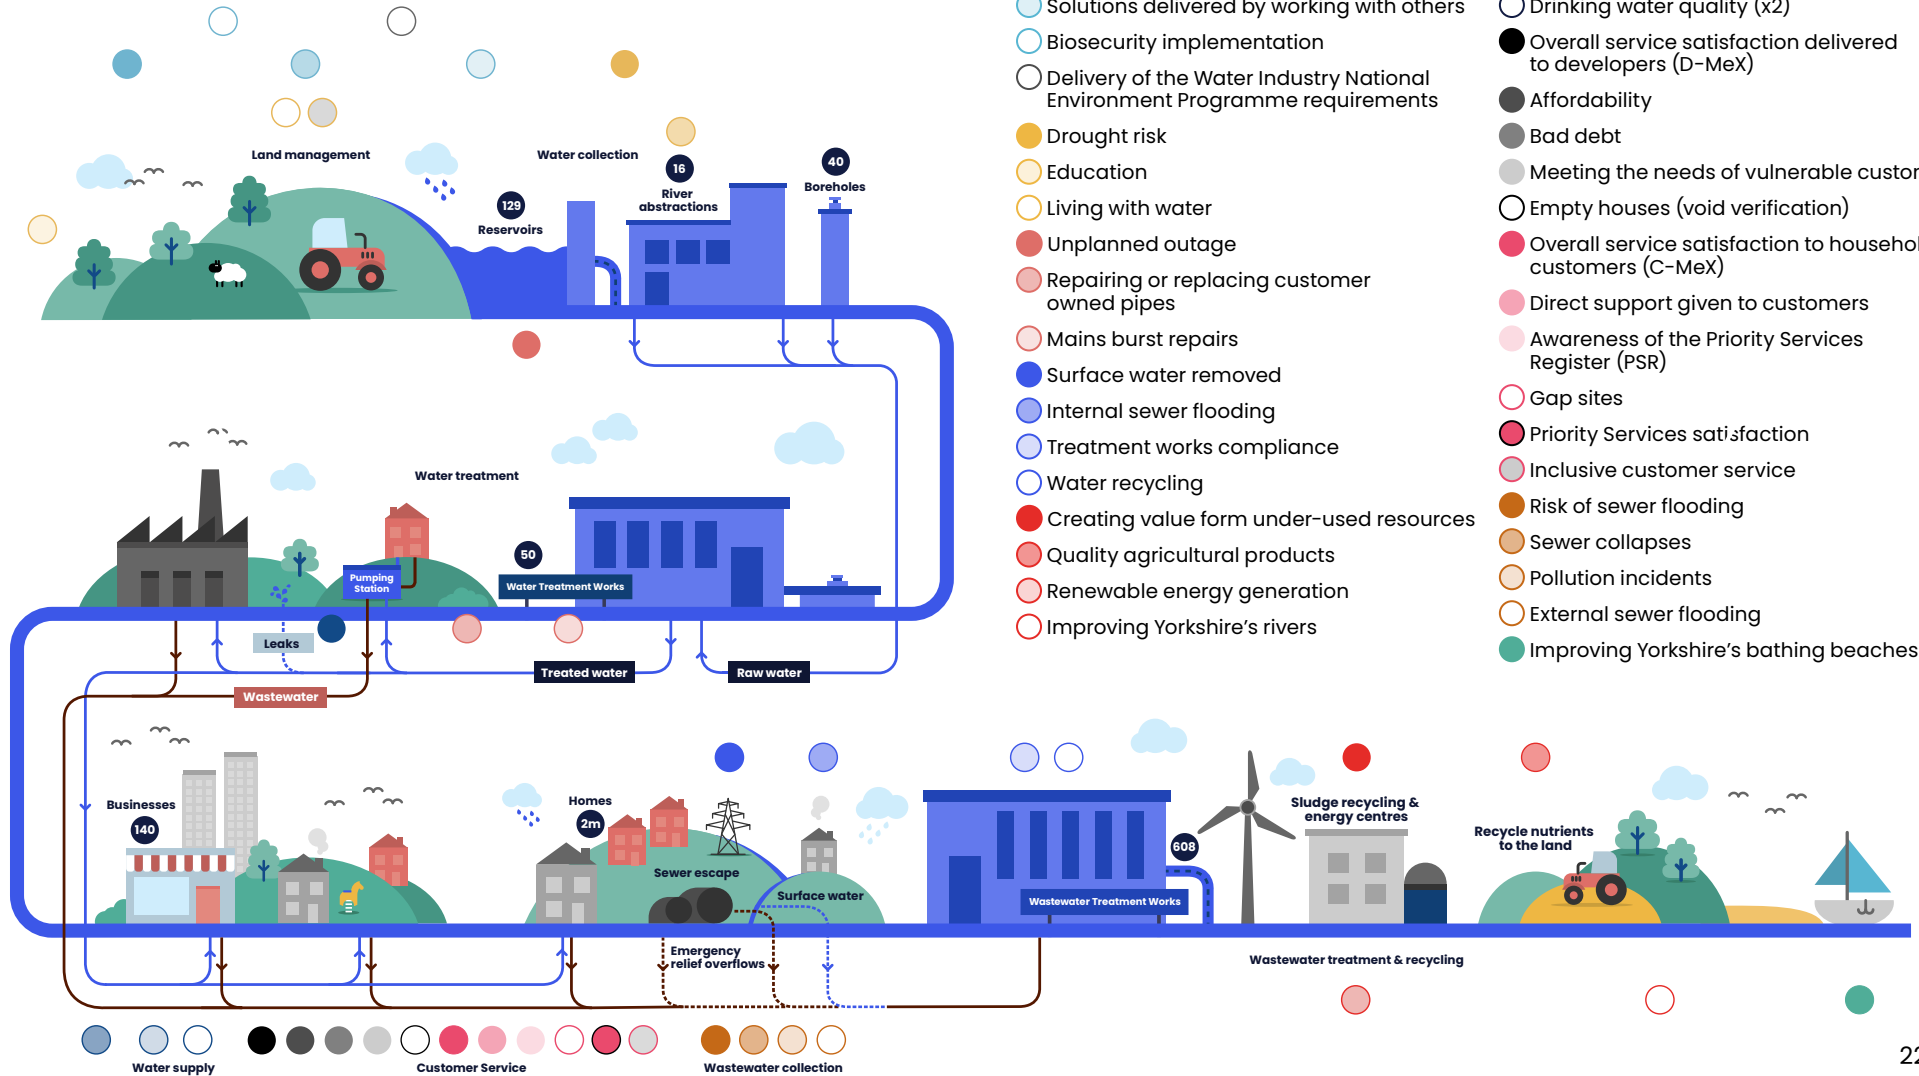 Solutions delivered by working with others
Biosecurity implementation
Delivery of the Water Industry National
Environment Programme requirements
Drought risk
Education
Living with water
Unplanned outage
Repairing or replacing customer
owned pipes
Mains burst repairs
Surface water removed
Internal sewer flooding
Treatment works compliance
Water recycling
Creating value form under-used resources
Quality agricultural products
Renewable energy generation
Improving Yorkshire's rivers
Drinking water quality (x2)
Overall service satisfaction delivered
to developers (D-MeX)
Affordability
Bad debt
Meeting the needs of vulnerable custor
Empty houses (void verification)
Overall service satisfaction to househol
customers (C-MeX)
Direct support given to customers
Awareness of the Priority Services
Register (PSR)
Gap sites
Priority Services satisfaction
Inclusive customer service
Risk of sewer flooding
Sewer collapses
Pollution incidents
External sewer flooding
Improving Yorkshire's bathing beaches
Land management
Water collection
129
Reservoirs
16
River
abstractions
40
Boreholes
Water treatment
Pumping
Station
50
Water Treatment Works
Leaks
Treated water
Raw water
Wastewater
Businesses
140
Homes
2m
Sewer escape
Surface water
Emergency
relief overflows
608
Wastewater Treatment Works
Sludge recycling &
energy centres
Recycle nutrients
to the land
Wastewater treatment & recycling
Water supply
Customer Service
Wastewater collection
22